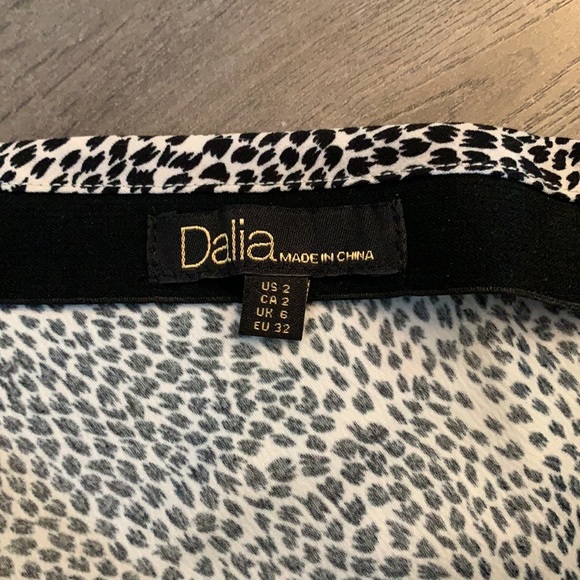 Dalia MADE IN CHINA
US 2
CA 2
UK 6
EU 32